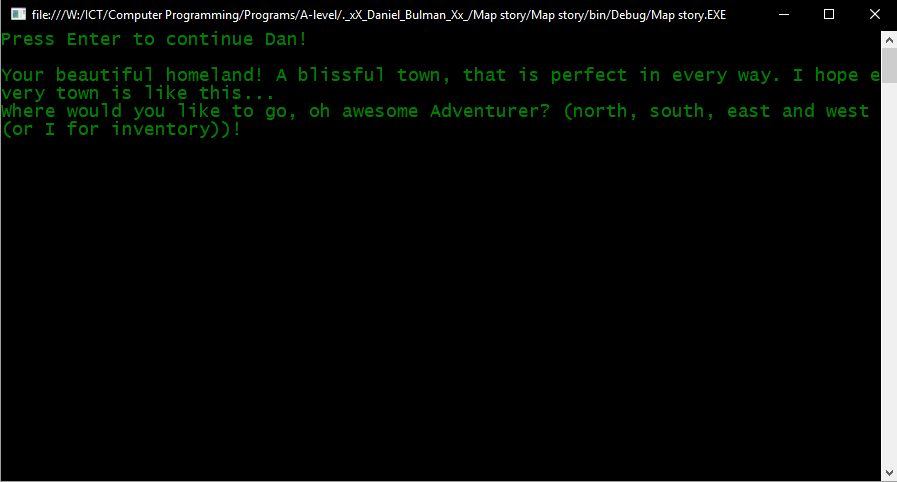 file:///W:/ICT/Computer Programming/Programs/A-level/._xX_Daniel_Bulman_Xx_/Map story/Map story/bin/Debug/Map story.EXE
Press Enter to continue Dan!
Your beautiful homeland! A blissful town, that is perfect in every way. I hope e
very town is like this...
Where would you like to go, oh awesome Adventurer? (north, south, east and west
(or I for inventory))!